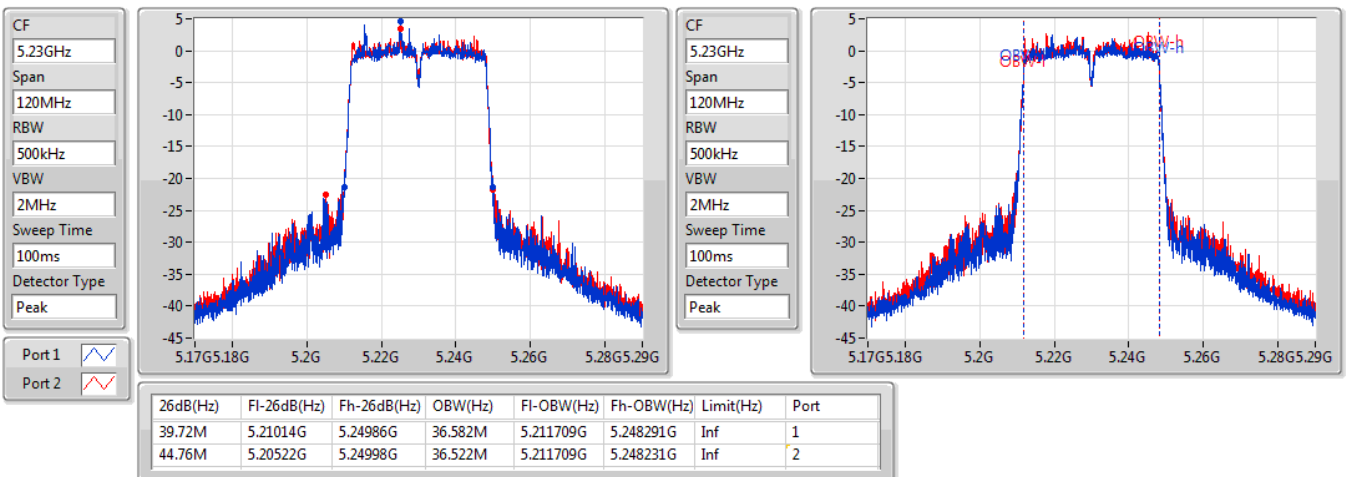 CF
5.23GHz
Span
120MHz
RBW
500kHz
VBW
2MHz
Sweep Time
100ms
Detector Type
Peak
Port 1
Port 2
5
0
-5
-10
-15
-20
-25
-30
-35
-40
-45
5.17G 5.18G 5.2G 5.22G 5.24G 5.26G 5.28G 5.29G
CF
5.23GHz
Span
120MHz
RBW
500kHz
VBW
2MHz
Sweep Time
100ms
Detector Type
Peak
5
0
-5
-10
-15
-20
-25
-30
-35
-40
-45
OBW-h
OBW-h
5.17G 5.18G 5.2G 5.22G 5.24G 5.26G 5.28G 5.29G
26dB(Hz) Fl-26dB(Hz) Fh-26dB(Hz) OBW(Hz) Fl-OBW(Hz) Fh-OBW(Hz) Limit(Hz) Port
39.72M 5.21014G 5.24986G 36.582M 5.211709G 5.248291G Inf 1
44.76M 5.20522G 5.24998G 36.522M 5.211709G 5.248231G Inf 2